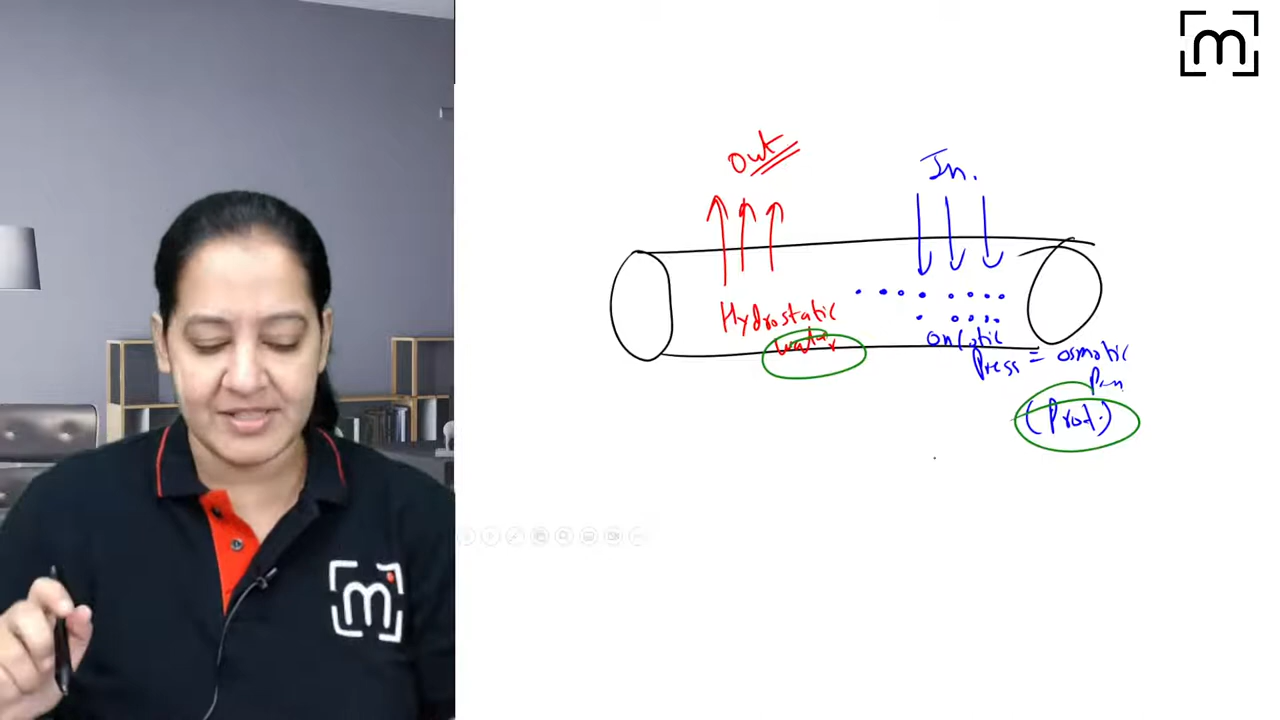 m
Out
In.
Hydrostatic
water
oncotic
Press = osmotic
Prot.)
m